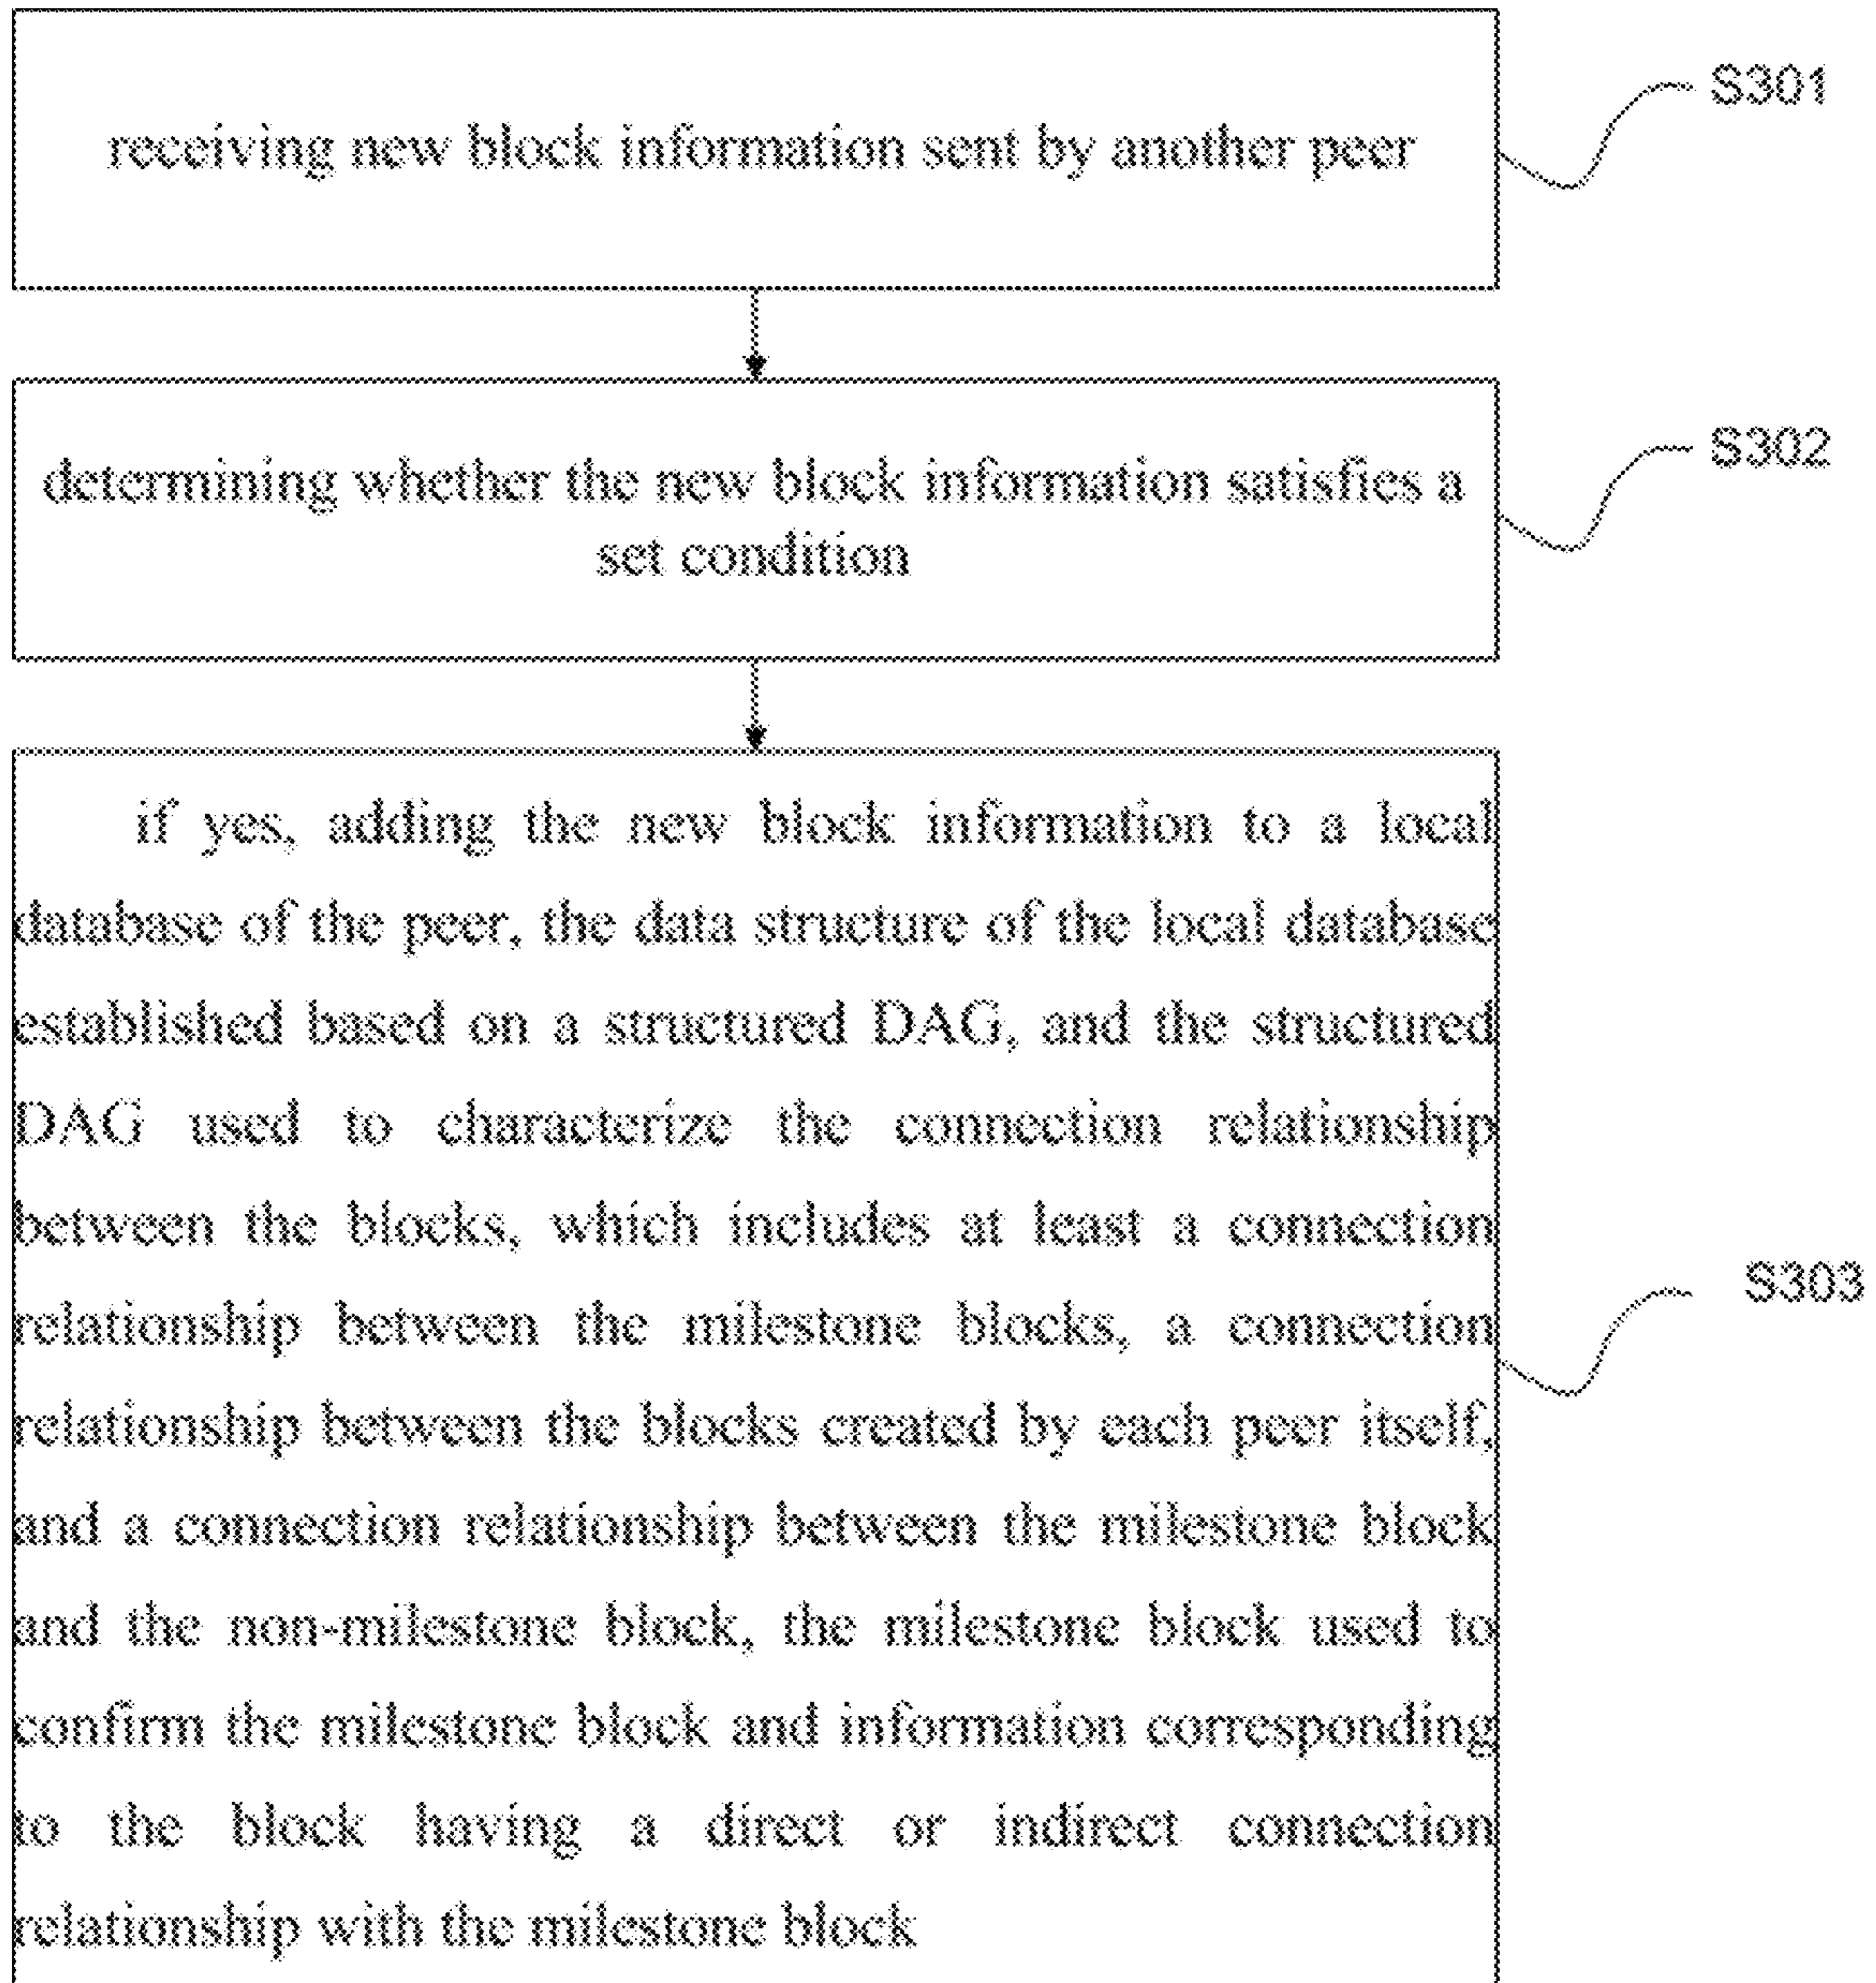 receiving new block information sent by another peer
S301
determining whether the new block information satisfies a
set condition
S302
if yes, adding the new block information to a local
database of the peer, the data structure of the local database
established based on a structured DAG, and the structured
DAG used to characterize the connection relationship
between the blocks, which includes at least a connection
relationship between the milestone blocks, a connection
relationship between the blocks created by each peer itself,
and a connection relationship between the milestone block
and the non-milestone block, the milestone block used to
confirm the milestone block and information corresponding
to the block having a direct or indirect connection
relationship with the milestone block
S303